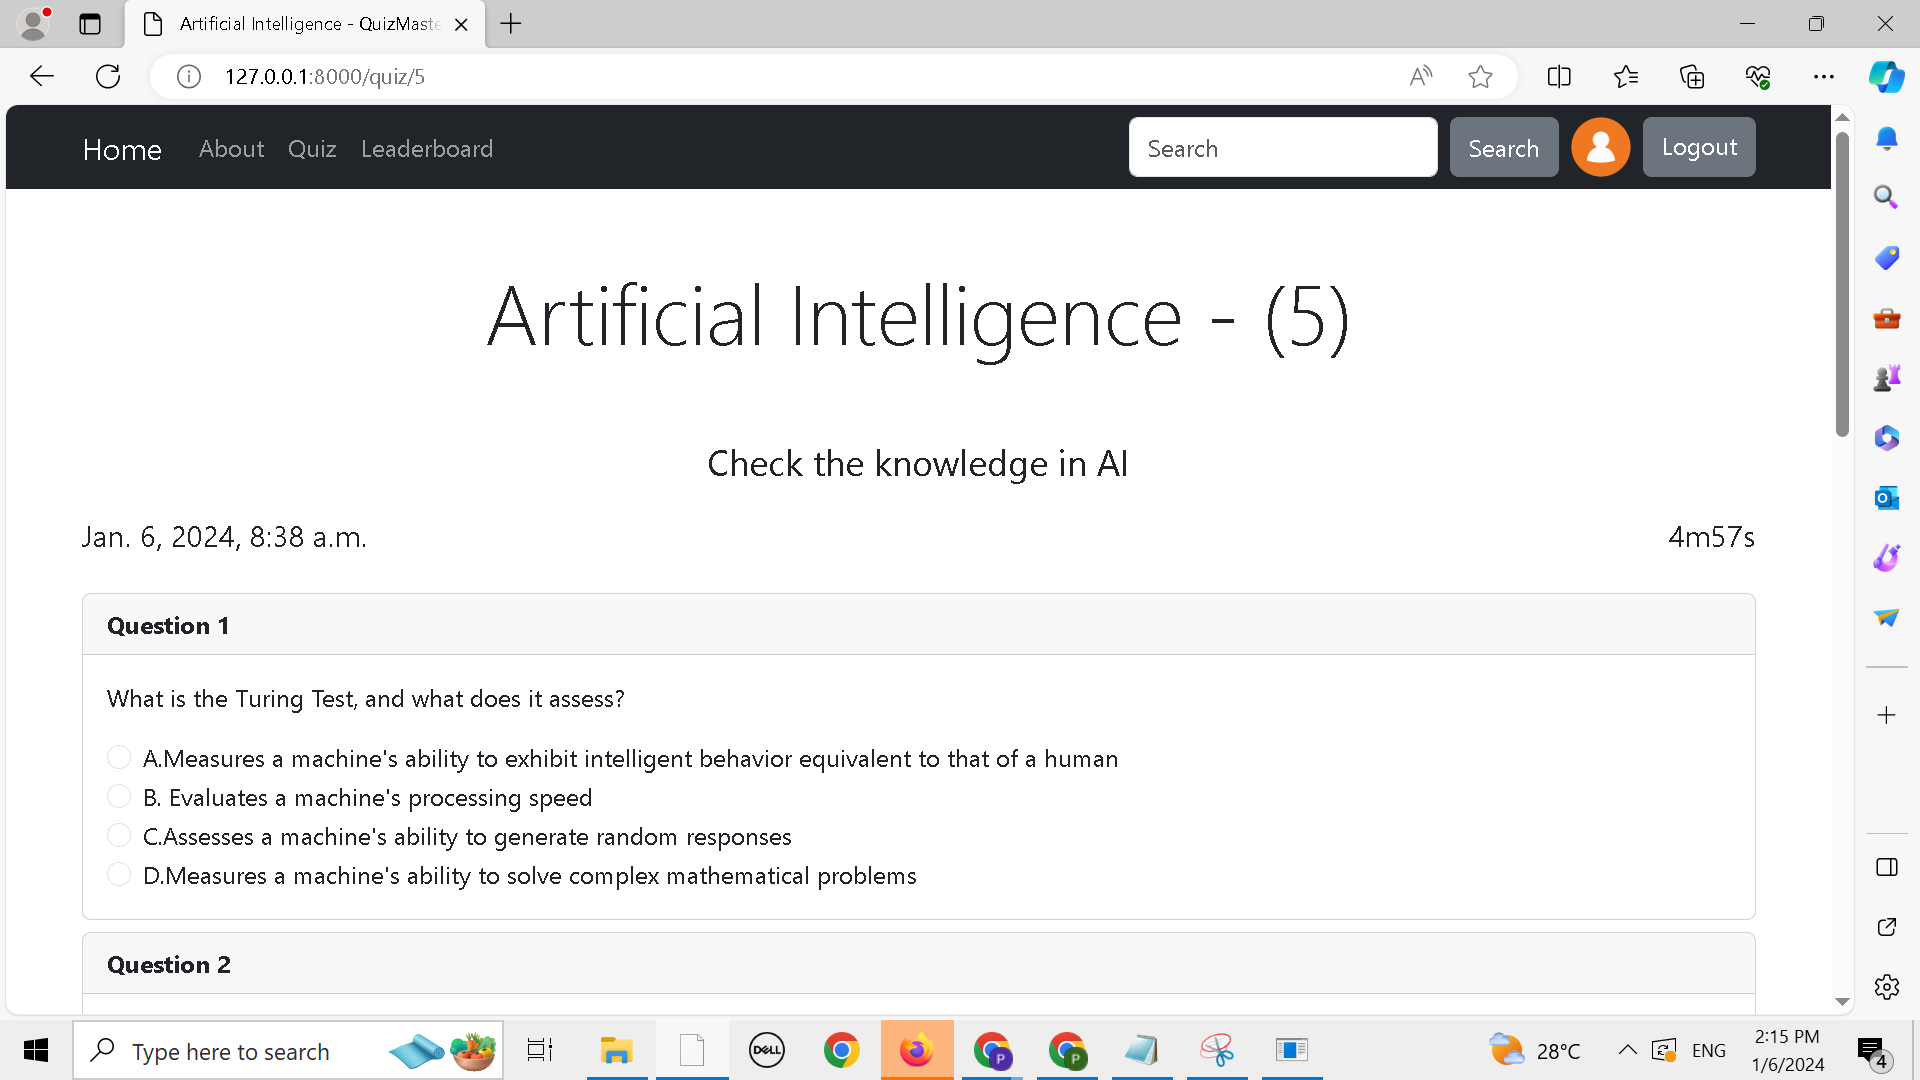 Artificial Intelligence - QuizMaste
127.0.0.1:8000/quiz/5
Home About Quiz Leaderboard Search Search Logout
Artificial Intelligence - (5)
Check the knowledge in AI
Jan. 6, 2024, 8:38 a.m. 4m57s
Question 1
What is the Turing Test, and what does it assess?
A.Measures a machine's ability to exhibit intelligent behavior equivalent to that of a human
B. Evaluates a machine's processing speed
C.Assesses a machine's ability to generate random responses
D.Measures a machine's ability to solve complex mathematical problems
Question 2
Type here to search DELL P P 28°C ENG 2:15 PM
1/6/2024 4